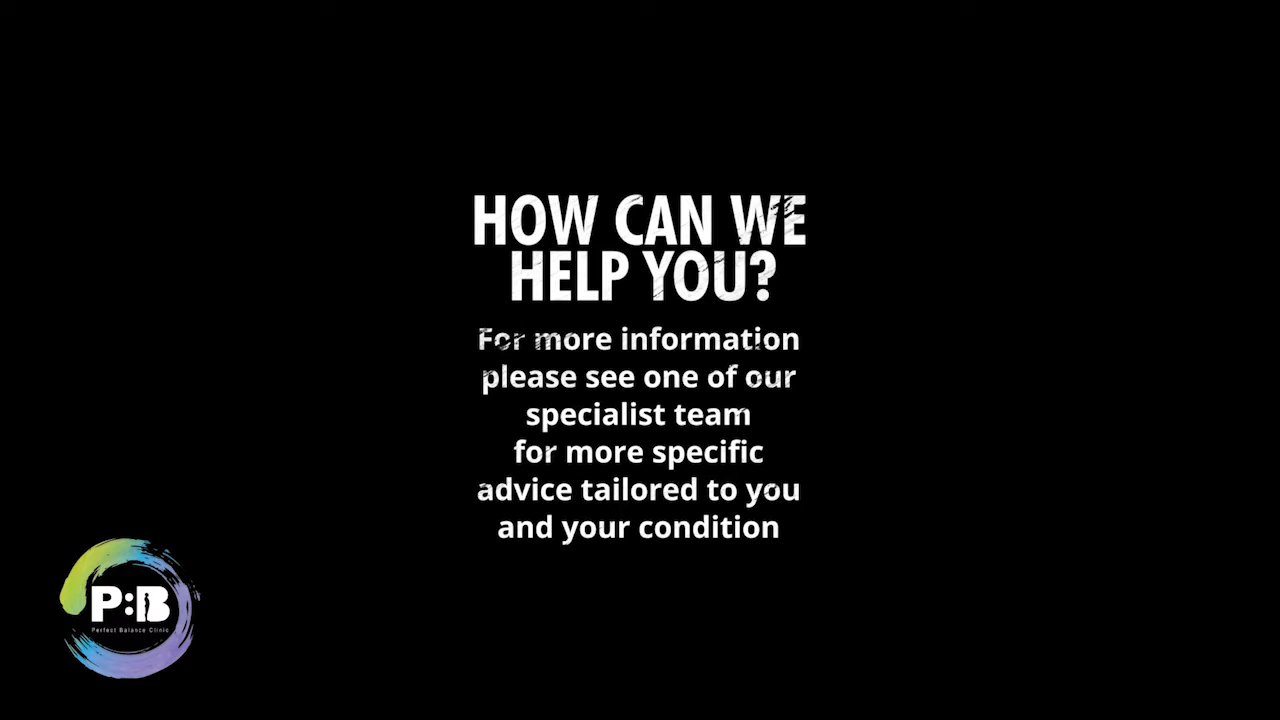 HOW CAN WE
HELP YOU?
For more information
please see one of our
specialist team
for more specific
advice tailored to you
and your condition
P:B
Perfect Balance Clinic